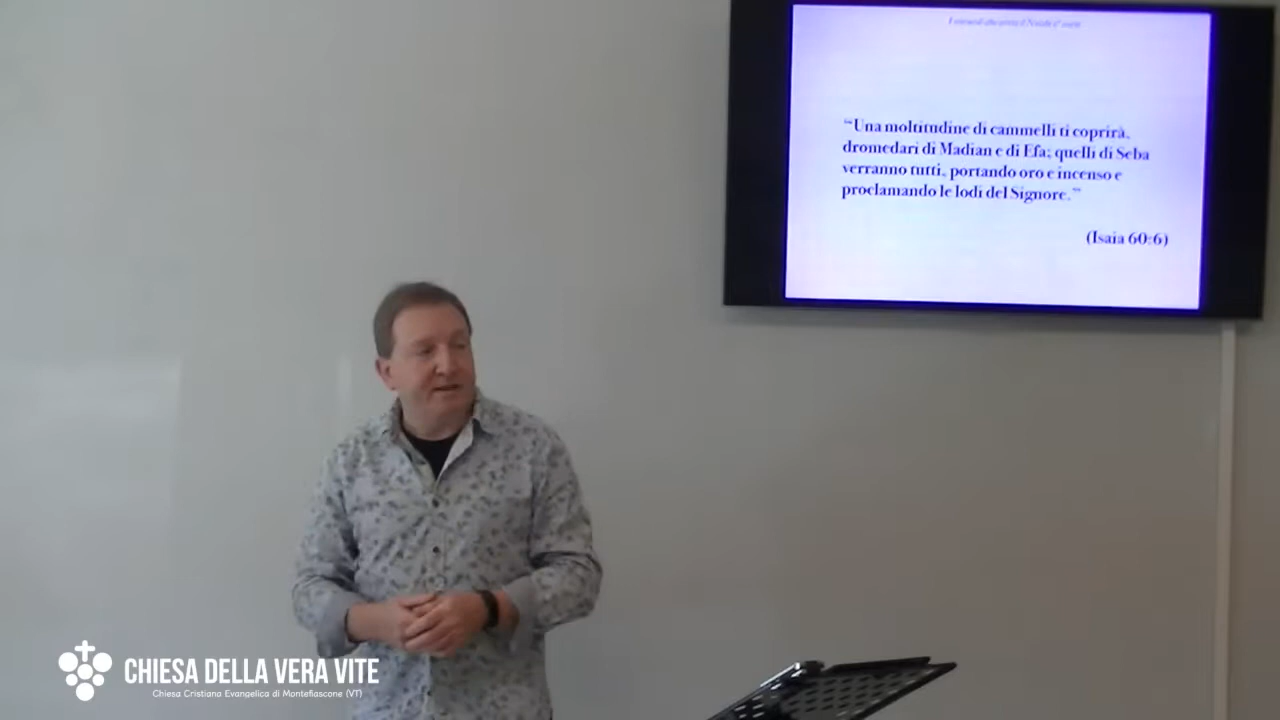 “Una moltitudine di cammelli ti coprirà,
dromedari di Madian e di Efa; quelli di Seba
verranno tutti, portando oro e incenso e
proclamando le lodi del Signore.”
(Isaia 60:6)
CHIESA DELLA VERA VITE
Chiesa Cristiana Evangelica di Montefiascone (VT)